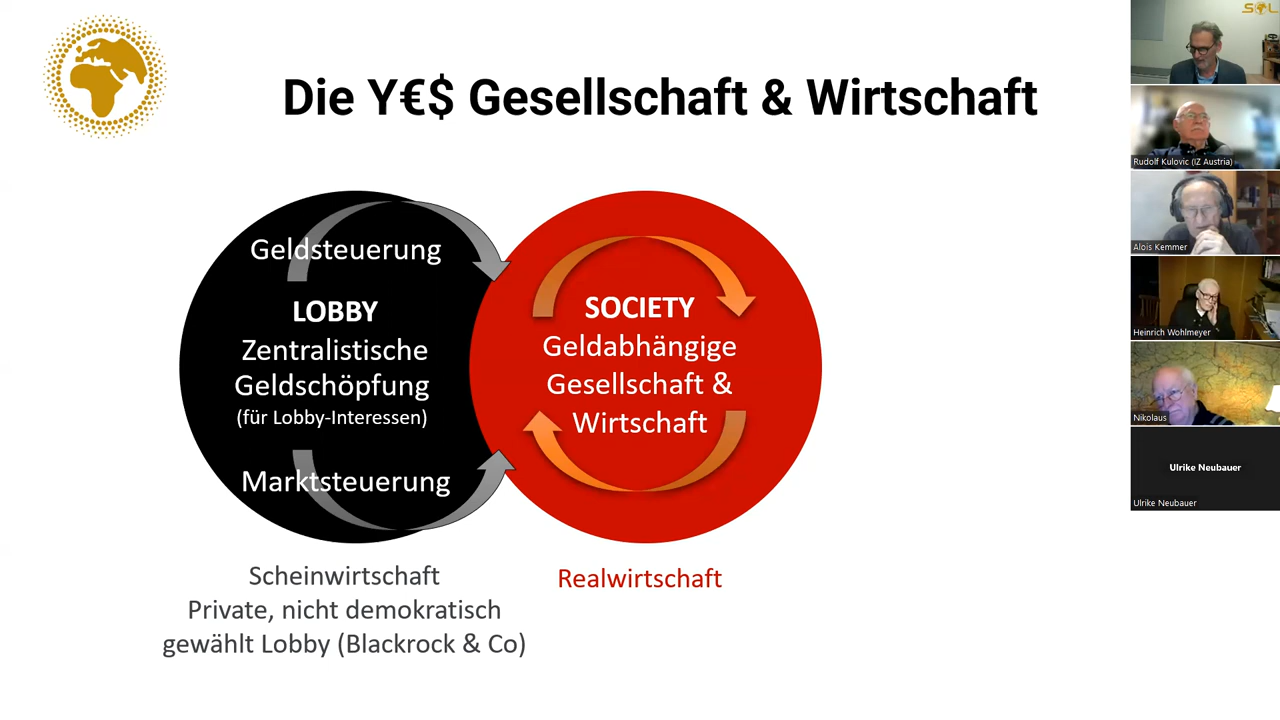 Die Y€$ Gesellschaft & Wirtschaft
Geldsteuerung
LOBBY
Zentralistische
Geldschöpfung
(für Lobby-Interessen)
Marktsteuerung
SOCIETY
Geldabhängige
Gesellschaft &
Wirtschaft
Scheinwirtschaft
Private, nicht demokratisch
gewählt Lobby (Blackrock & Co)
Realwirtschaft
SOL
Rudolf Kulovic (IZ Austria)
Alois Kemmer
Heinrich Wohlmeyer
Nikolaus
Ulrike Neubauer
Ulrike Neubauer